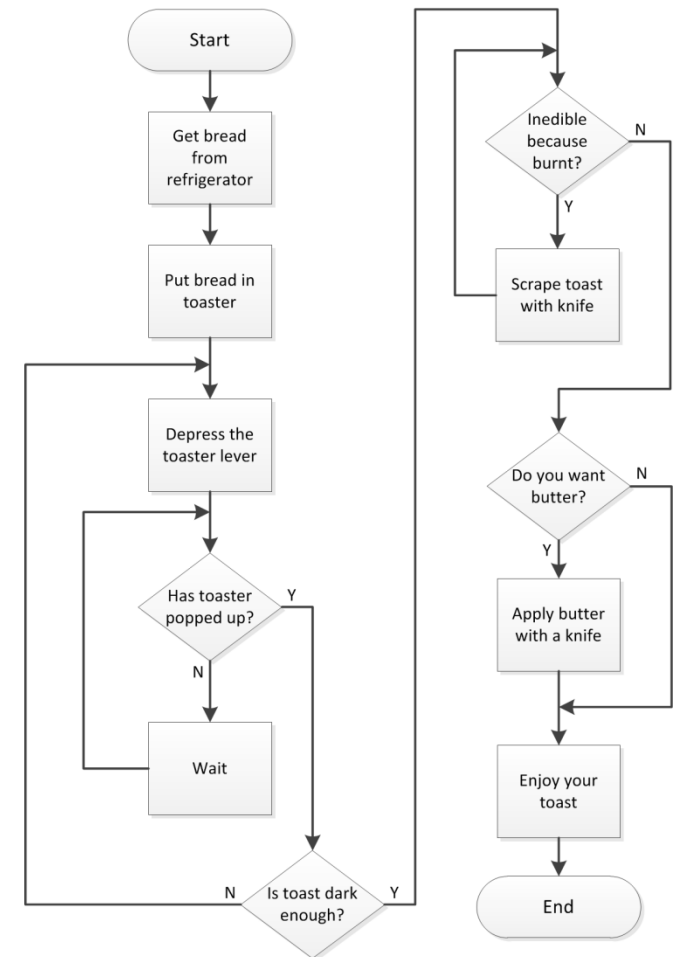 Start
Get bread
from
refrigerator
Put bread in
toaster
Depress the
toaster lever
Has toaster
popped up?
Y
N
Wait
Is toast dark
enough?
N
Y
Inedible
because
burnt?
N
Y
Scrape toast
with knife
Do you want
butter?
N
Y
Apply butter
with a knife
Enjoy your
toast
End